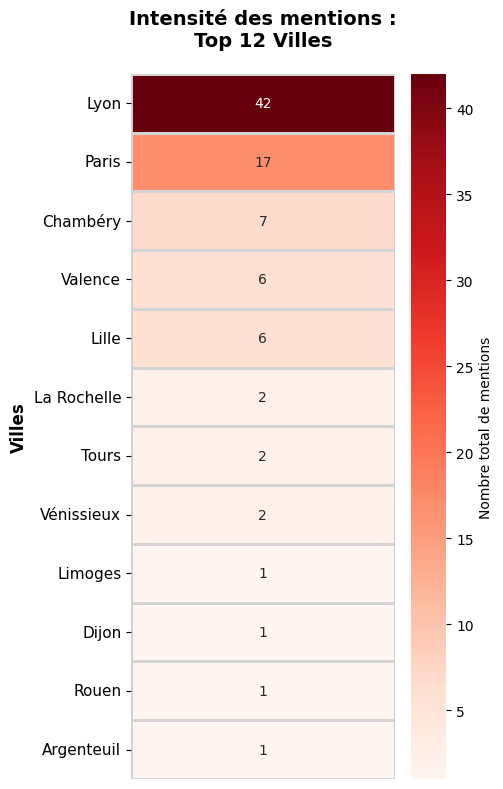 Intensité des mentions :
Top 12 Villes
Villes
Lyon 42
Paris 17
Chambéry 7
Valence 6
Lille 6
La Rochelle 2
Tours 2
Vénissieux 2
Limoges 1
Dijon 1
Rouen 1
Argenteuil 1
40
35
30
25
20
15
10
5
Nombre total de mentions